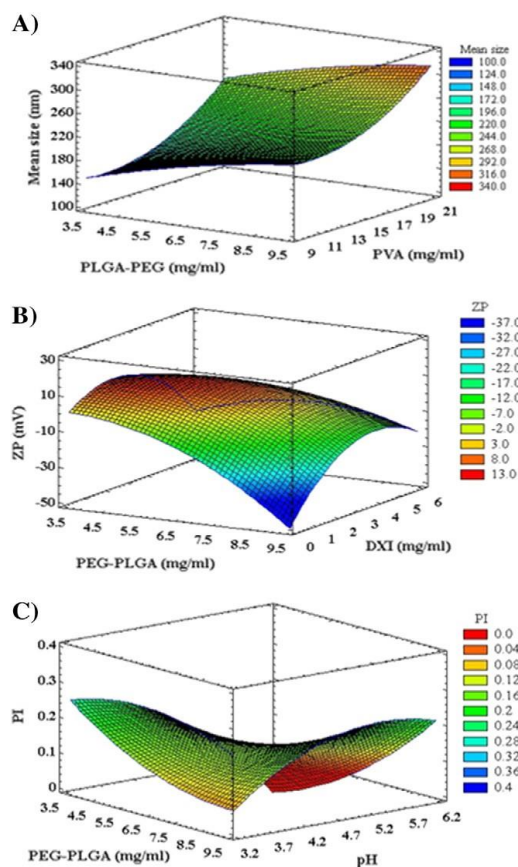 A)
340
300
260
220
180
140
100
Mean size (nm)
3.5 4.5 5.5 6.5 7.5 8.5 9.5
PLGA-PEG (mg/ml)
9 11 13 15 17 19 21
PVA (mg/ml)
Mean size
100.0
124.0
148.0
172.0
196.0
220.0
244.0
268.0
292.0
316.0
340.0
B)
30
10
-10
-30
-50
ZP (mV)
3.5 4.5 5.5 6.5 7.5 8.5 9.5
PEG-PLGA (mg/ml)
0 1 2 3 4 5 6
DXI (mg/ml)
ZP
-37.0
-32.0
-27.0
-22.0
-17.0
-12.0
-7.0
-2.0
3.0
8.0
13.0
C)
0.4
0.3
0.2
0.1
0
PI
3.5 4.5 5.5 6.5 7.5 8.5 9.5
PEG-PLGA (mg/ml)
3.2 3.7 4.2 4.7 5.2 5.7 6.2
pH
PI
0.0
0.04
0.08
0.12
0.16
0.2
0.24
0.28
0.32
0.36
0.4